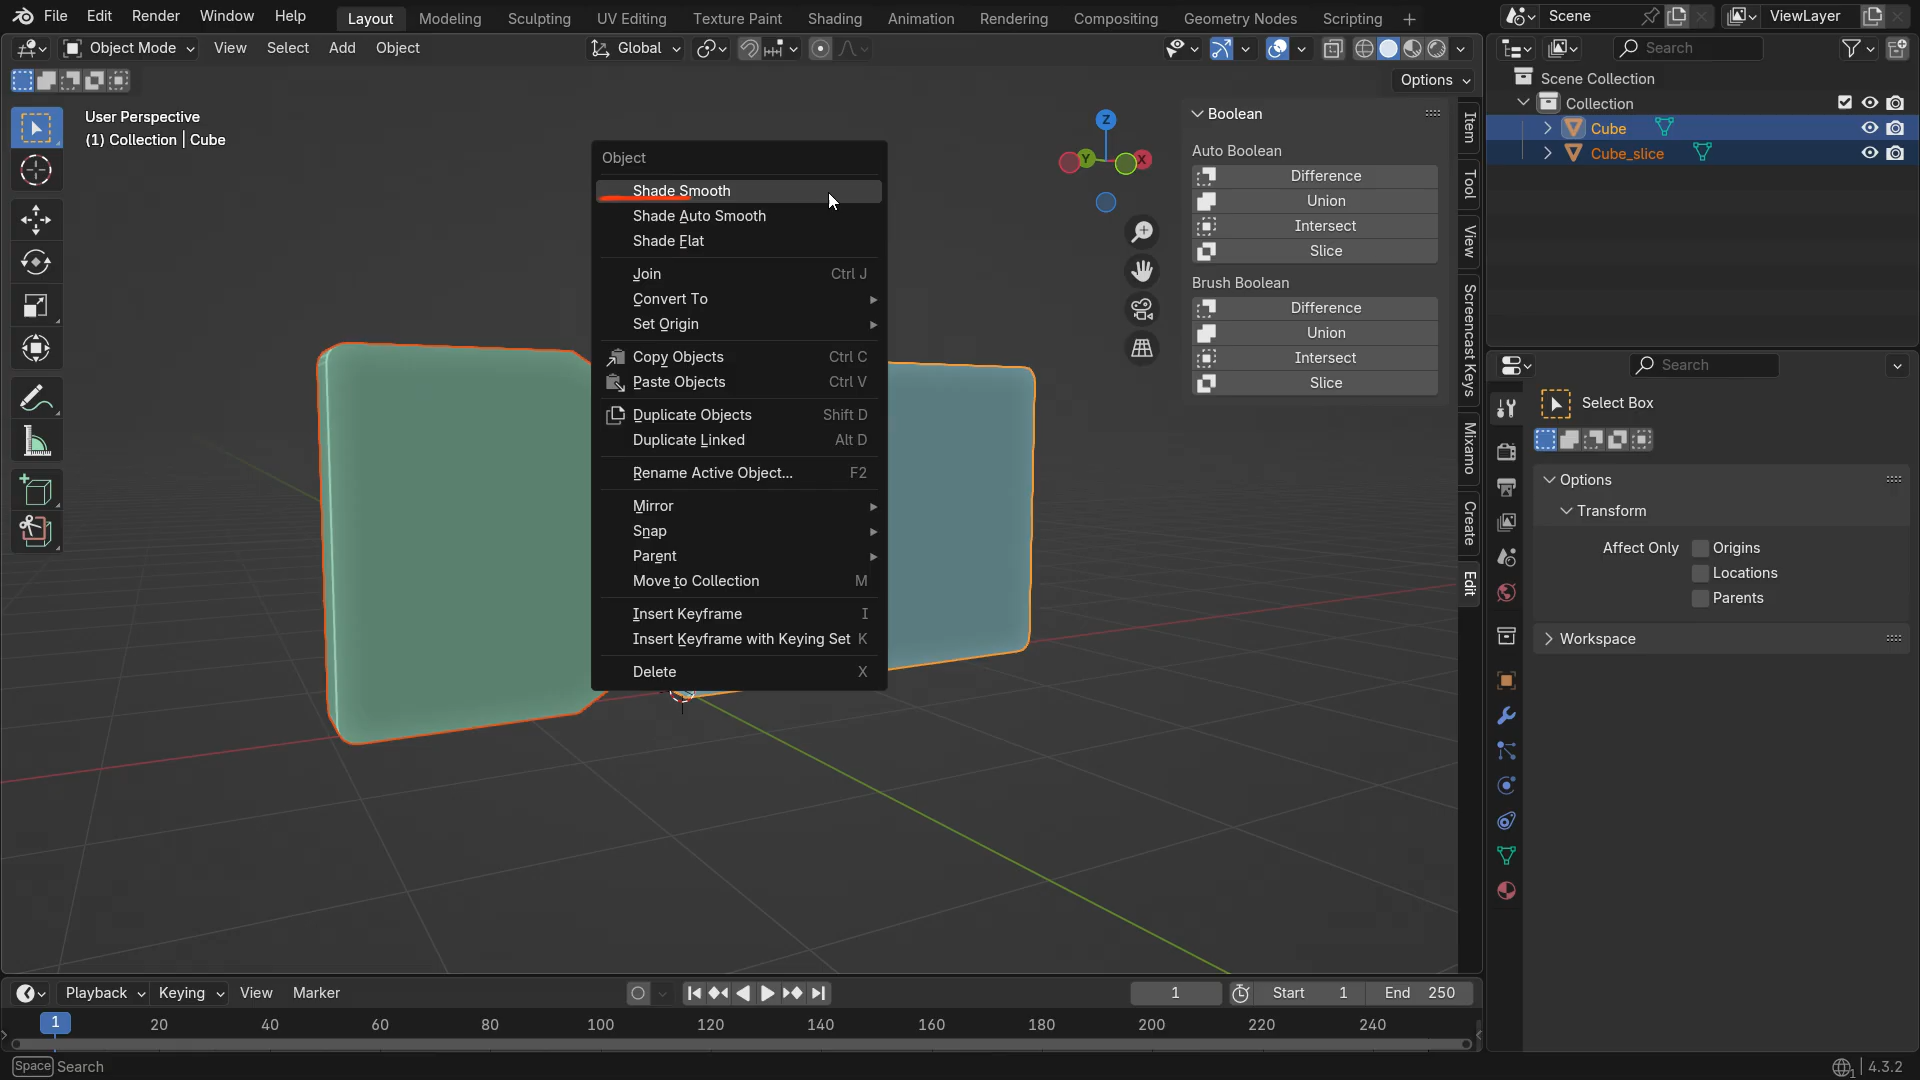 File Edit Render Window Help
Layout Modeling Sculpting UV Editing Texture Paint Shading Animation Rendering Compositing Geometry Nodes Scripting
Scene
ViewLayer
Object Mode View Select Add Object
Global
Search
Options
Scene Collection
Collection
Cube
Cube_slice
User Perspective
(1) Collection | Cube
Z
Y
X
Boolean
Auto Boolean
Difference
Union
Intersect
Slice
Brush Boolean
Difference
Union
Intersect
Slice
Item
Tool
View
Screencast Keys
Mixamo
Create
Edit
Object
Shade Smooth
Shade Auto Smooth
Shade Flat
Join Ctrl J
Convert To
Set Origin
Copy Objects Ctrl C
Paste Objects Ctrl V
Duplicate Objects Shift D
Duplicate Linked Alt D
Rename Active Object... F2
Mirror
Snap
Parent
Move to Collection M
Insert Keyframe I
Insert Keyframe with Keying Set K
Delete X
Search
Select Box
Options
Transform
Affect Only Origins
Locations
Parents
Workspace
Playback Keying View Marker
1
Start 1 End 250
1 20 40 60 80 100 120 140 160 180 200 220 240
Space Search
4.3.2